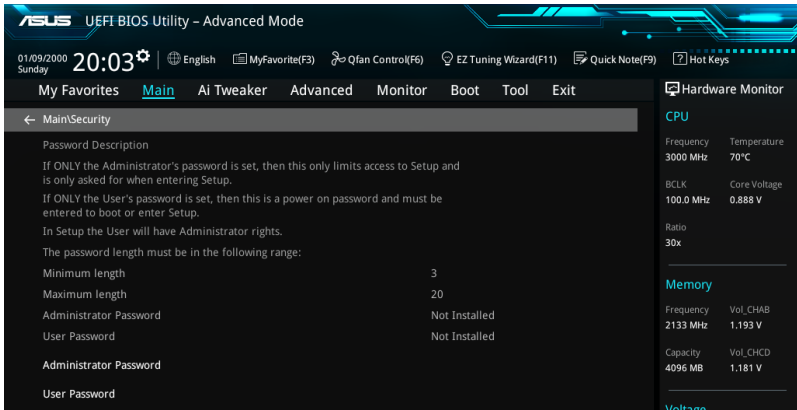 ASUS UEFI BIOS Utility – Advanced Mode
01/09/2000 Sunday 20:03 English MyFavorite(F3) Qfan Control(F6) EZ Tuning Wizard(F11) Quick Note(F9) ? Hot Keys
My Favorites Main Ai Tweaker Advanced Monitor Boot Tool Exit
← Main\Security
Password Description
If ONLY the Administrator's password is set, then this only limits access to Setup and
is only asked for when entering Setup.
If ONLY the User's password is set, then this is a power on password and must be
entered to boot or enter Setup.
In Setup the User will have Administrator rights.
The password length must be in the following range:
Minimum length 3
Maximum length 20
Administrator Password Not Installed
User Password Not Installed
Administrator Password
User Password
Hardware Monitor
CPU
Frequency Temperature
3000 MHz 70°C
BCLK Core Voltage
100.0 MHz 0.888 V
Ratio
30x
Memory
Frequency Vol_CHAB
2133 MHz 1.193 V
Capacity Vol_CHCD
4096 MB 1.181 V
Voltage